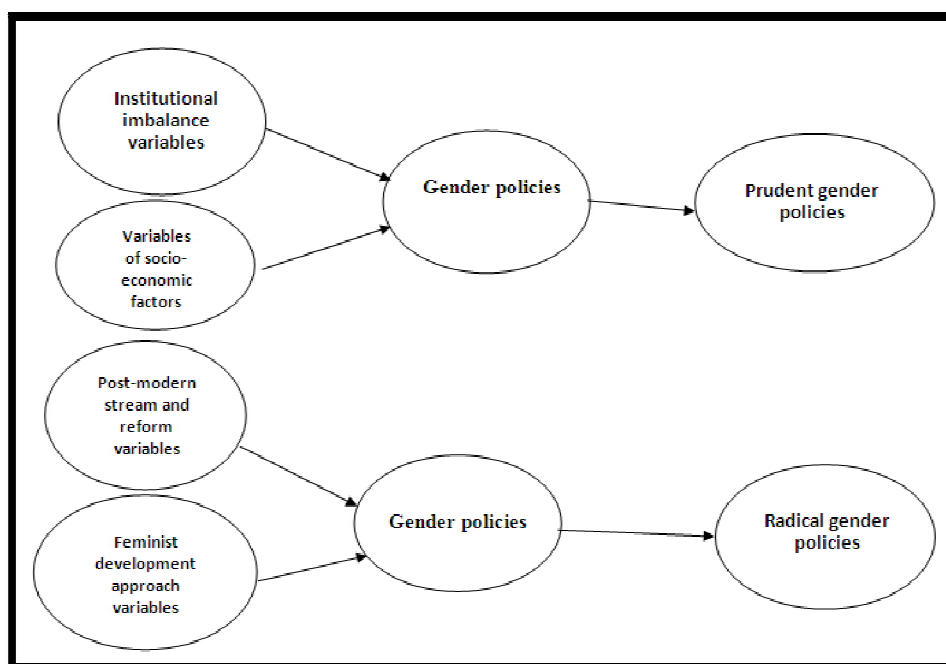 Institutional
imbalance
variables
Gender policies
Prudent gender
policies
Variables
of socio-
economic
factors
Post-modern
stream and
reform
variables
Gender policies
Radical gender
policies
Feminist
development
approach
variables